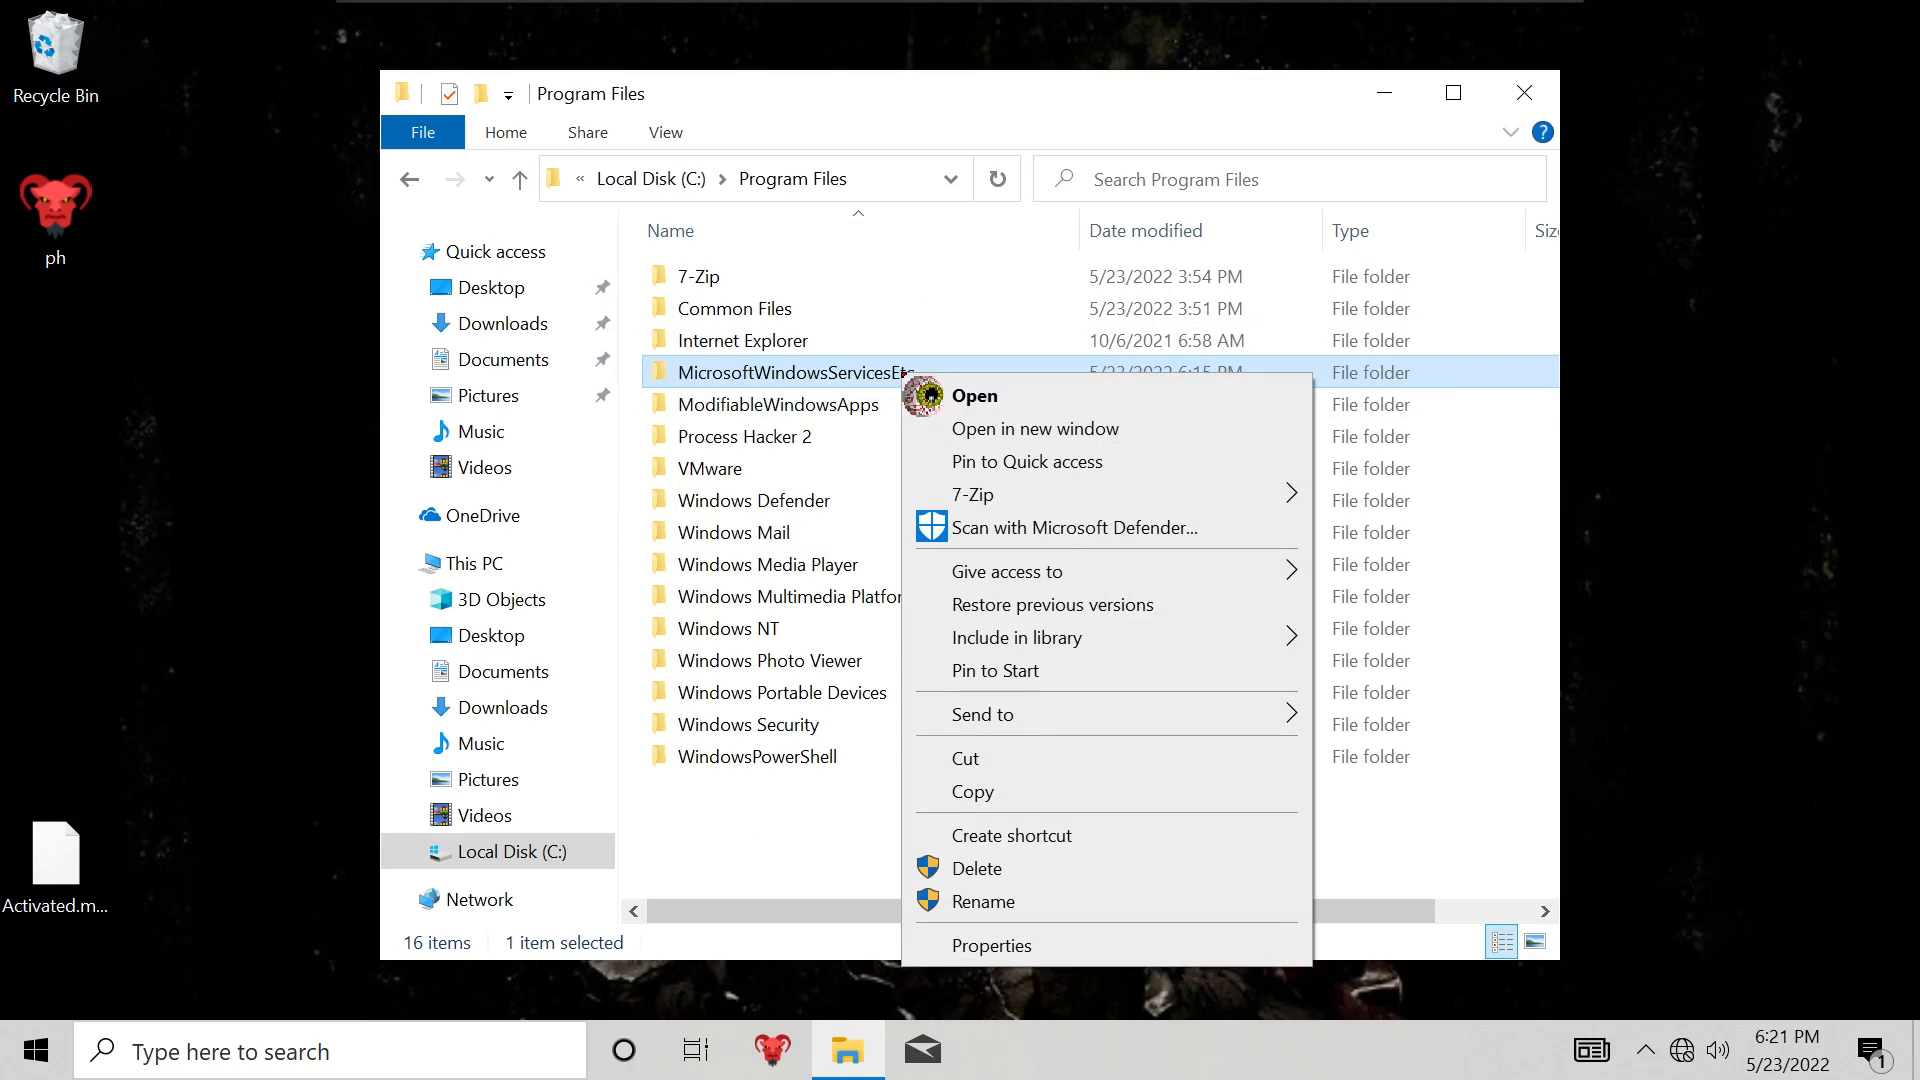 Recycle Bin
ph
Activated.m...
Program Files
File Home Share View
?
« Local Disk (C:) Program Files
Search Program Files
Quick access
Desktop
Downloads
Documents
Pictures
Music
Videos
OneDrive
This PC
3D Objects
Desktop
Documents
Downloads
Music
Pictures
Videos
Local Disk (C:)
Network
Name Date modified Type Siz
7-Zip 5/23/2022 3:54 PM File folder
Common Files 5/23/2022 3:51 PM File folder
Internet Explorer 10/6/2021 6:58 AM File folder
MicrosoftWindowsServicesEtc 5/23/2022 6:15 PM File folder
ModifiableWindowsApps File folder
Process Hacker 2 File folder
VMware File folder
Windows Defender File folder
Windows Mail File folder
Windows Media Player File folder
Windows Multimedia Platfor File folder
Windows NT File folder
Windows Photo Viewer File folder
Windows Portable Devices File folder
Windows Security File folder
WindowsPowerShell File folder
Open
Open in new window
Pin to Quick access
7-Zip
Scan with Microsoft Defender...
Give access to
Restore previous versions
Include in library
Pin to Start
Send to
Cut
Copy
Create shortcut
Delete
Rename
Properties
16 items 1 item selected
Type here to search
6:21 PM
5/23/2022
1